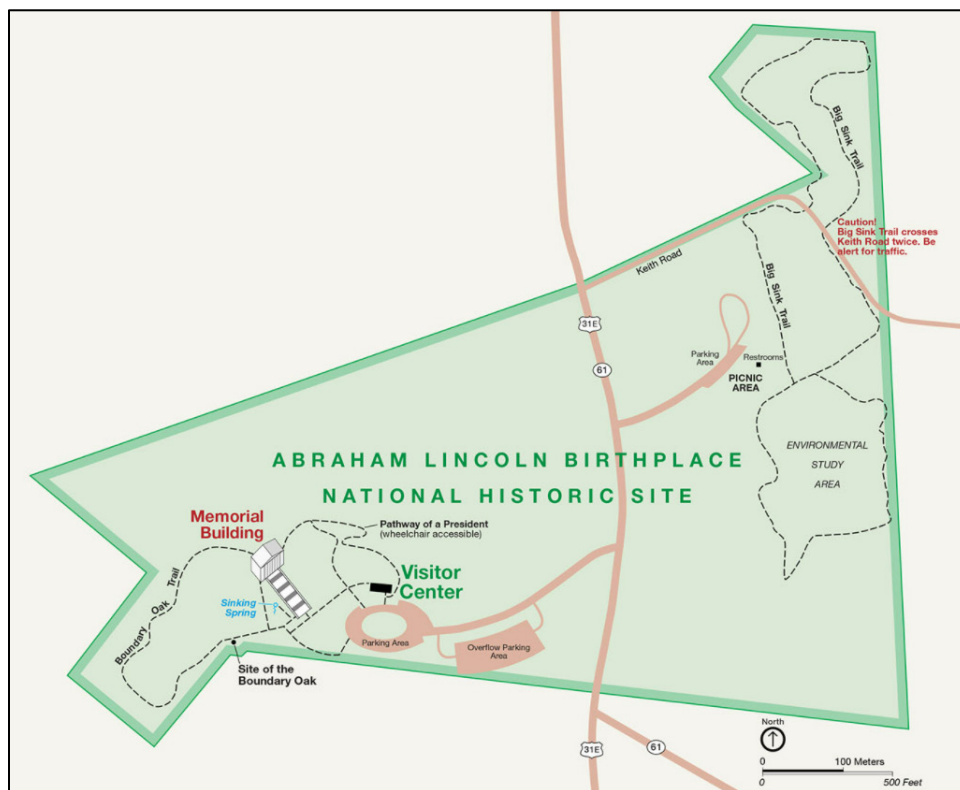 Big Sink Trail
Caution!
Big Sink Trail crosses
Keith Road twice. Be
alert for traffic.
Keith Road
Big Sink Trail
31E
61
Parking
Area
Restrooms
PICNIC
AREA
ENVIRONMENTAL
STUDY
AREA
ABRAHAM LINCOLN BIRTHPLACE
NATIONAL HISTORIC SITE
Memorial
Building
Pathway of a President
(wheelchair accessible)
Visitor
Center
Boundary Oak Trail
Sinking
Spring
Parking Area
Overflow Parking
Area
Site of the
Boundary Oak
31E
61
North
0 100 Meters
0 500 Feet